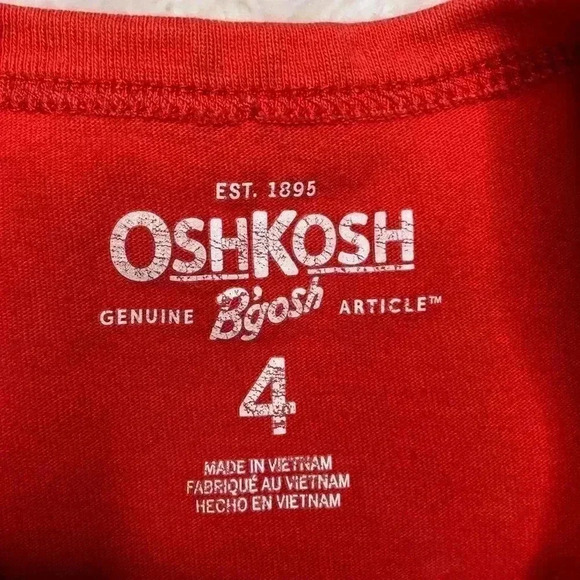 EST. 1895
OSHKOSH
GENUINE B'gosh ARTICLE™
4
MADE IN VIETNAM
FABRIQUÉ AU VIETNAM
HECHO EN VIETNAM